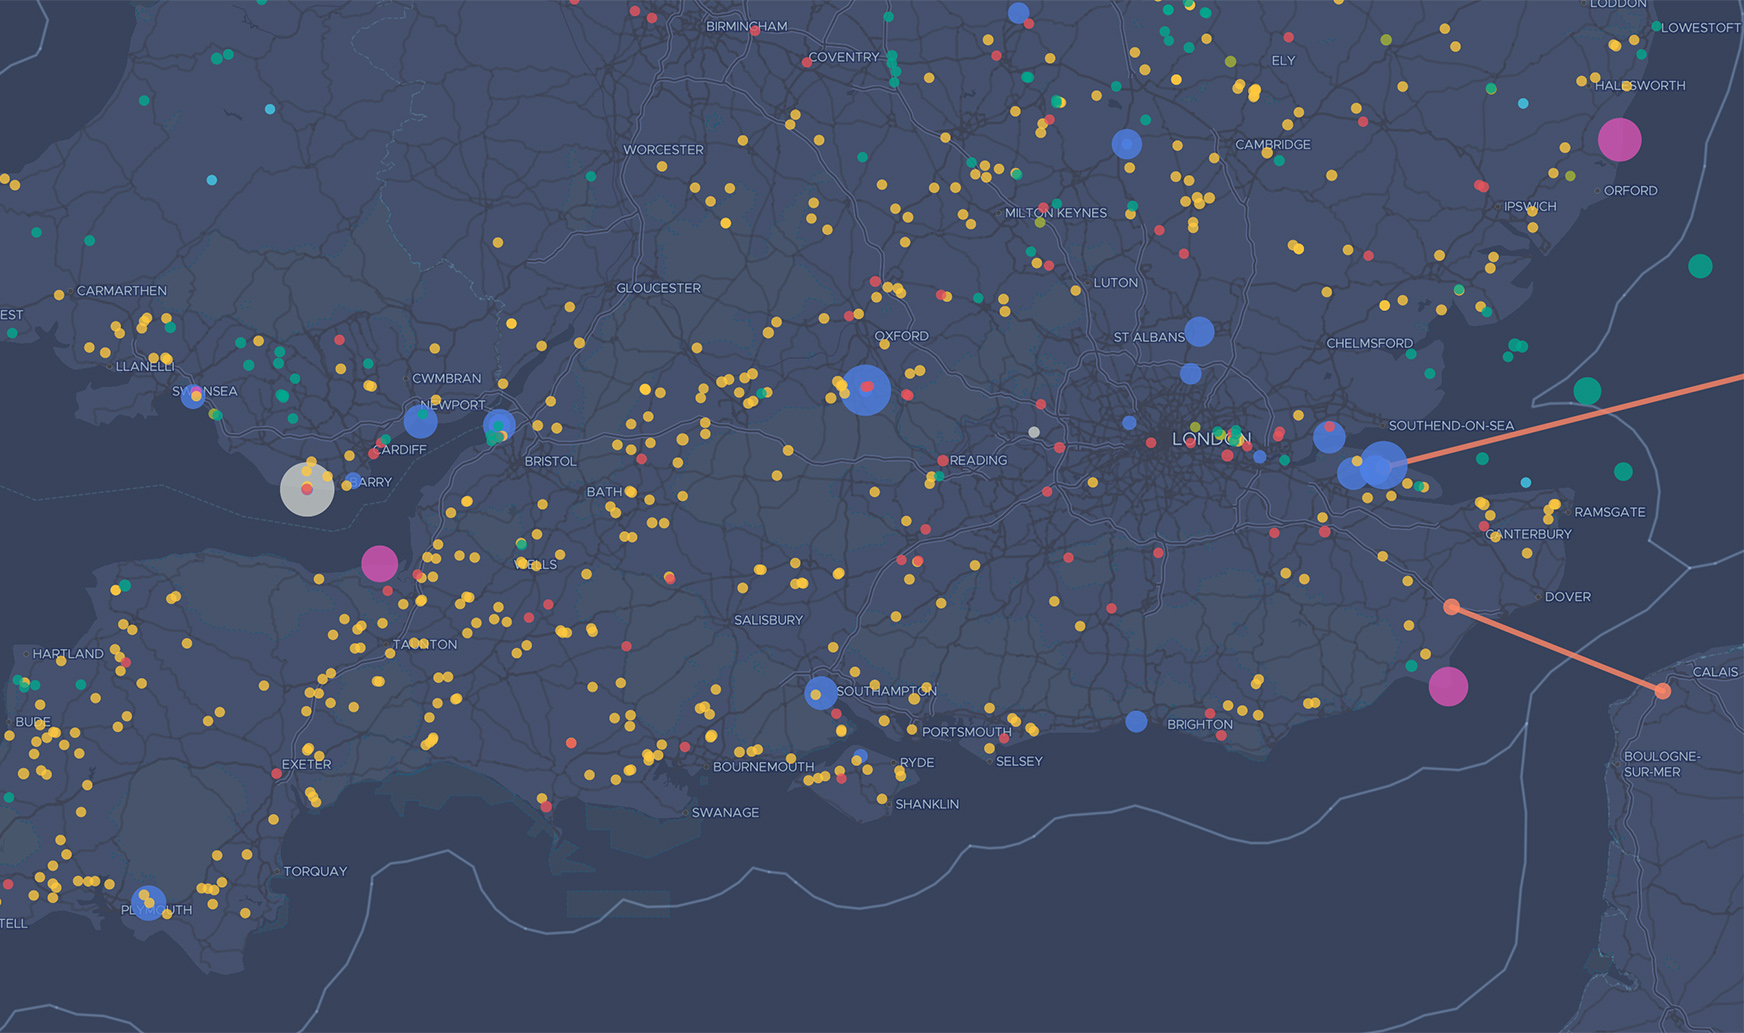 LODDON
BIRMINGHAM
LOWESTOFT
COVENTRY
ELY
HALESWORTH
CAMBRIDGE
WORCESTER
ORFORD
IPSWICH
MILTON KEYNES
LUTON
GLOUCESTER
CARMARTHEN
EST
OXFORD
ST ALBANS
CHELMSFORD
LLANELLI
CWMBRAN
SWANSEA
NEWPORT
SOUTHEND-ON-SEA
LONDON
CARDIFF
BRISTOL
READING
BARRY
BATH
RAMSGATE
CANTERBURY
WELLS
DOVER
SALISBURY
TAUNTON
HARTLAND
CALAIS
SOUTHAMPTON
BUDE
BRIGHTON
PORTSMOUTH
EXETER
BOURNEMOUTH
RYDE
SELSEY
BOULOGNE-
SUR-MER
SHANKLIN
SWANAGE
TORQUAY
PLYMOUTH
TELL